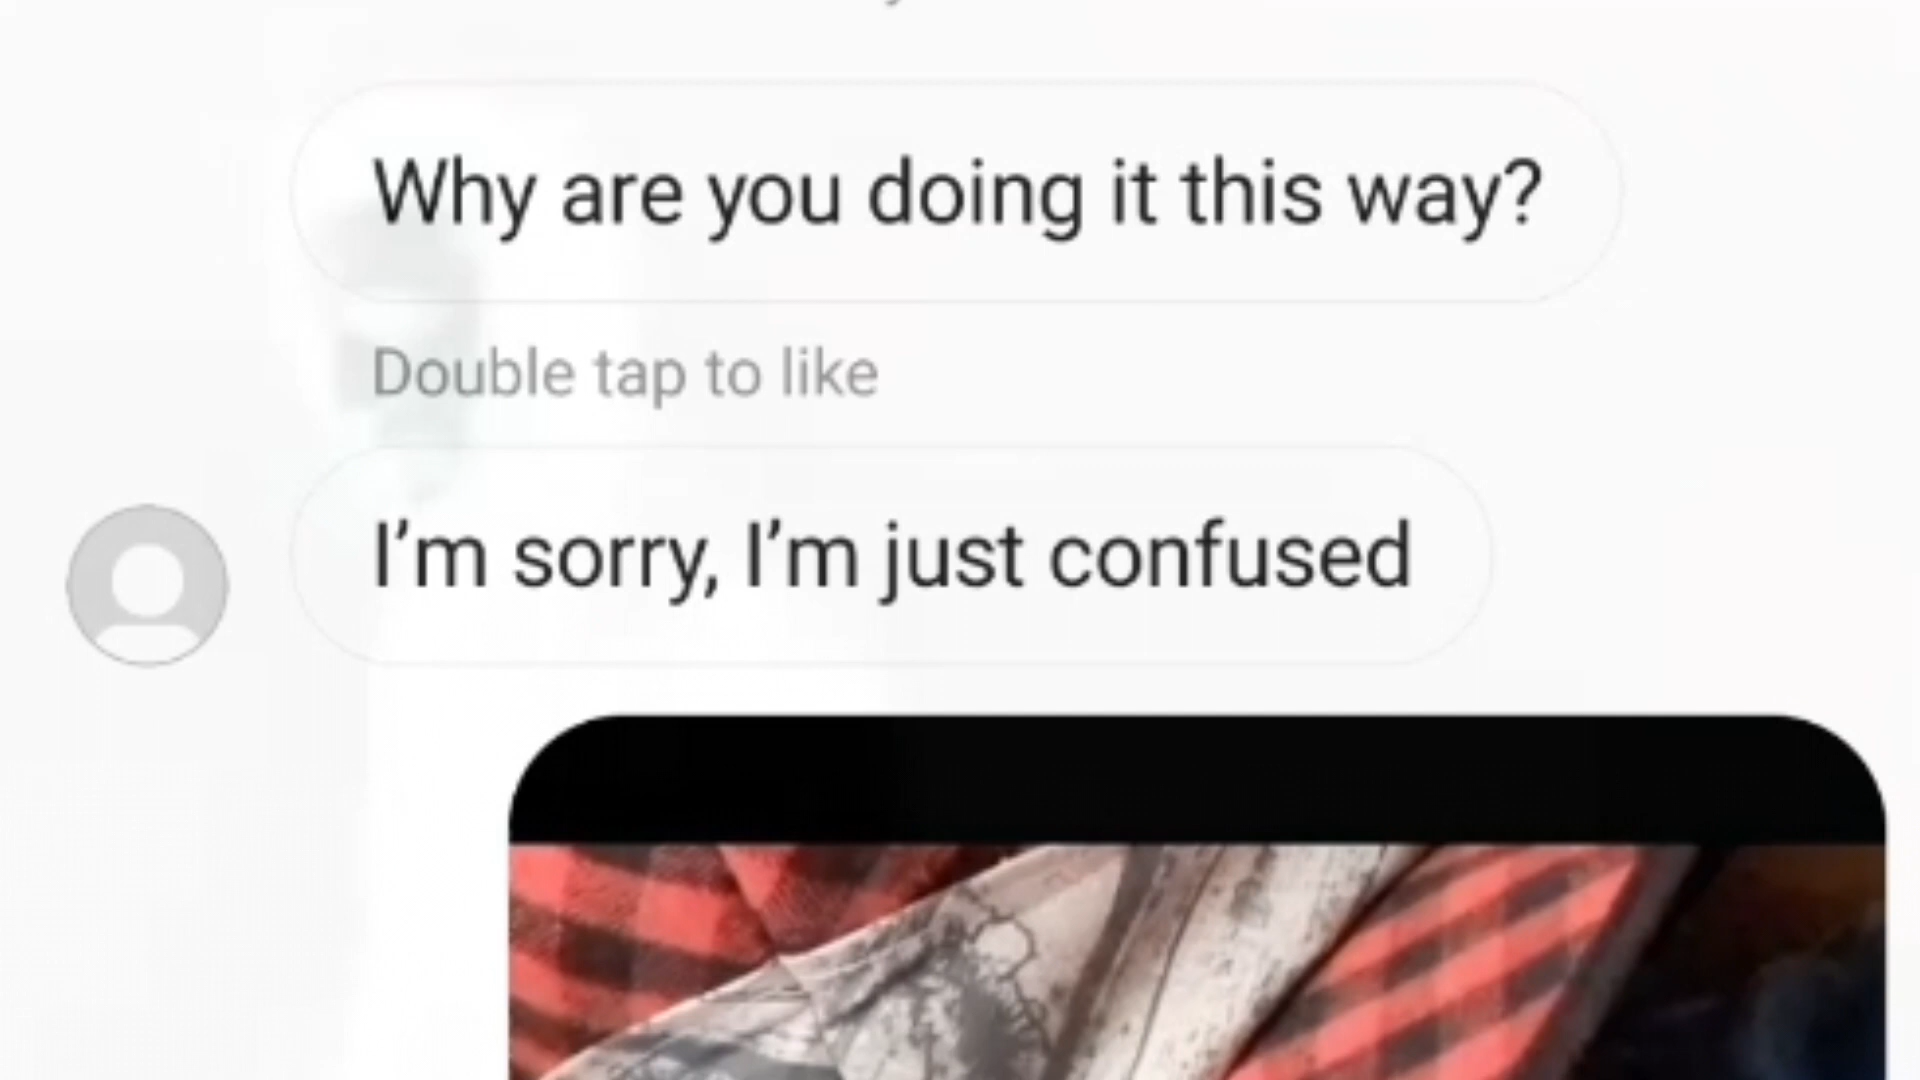 Why are you doing it this way?
Double tap to like
I’m sorry, I’m just confused